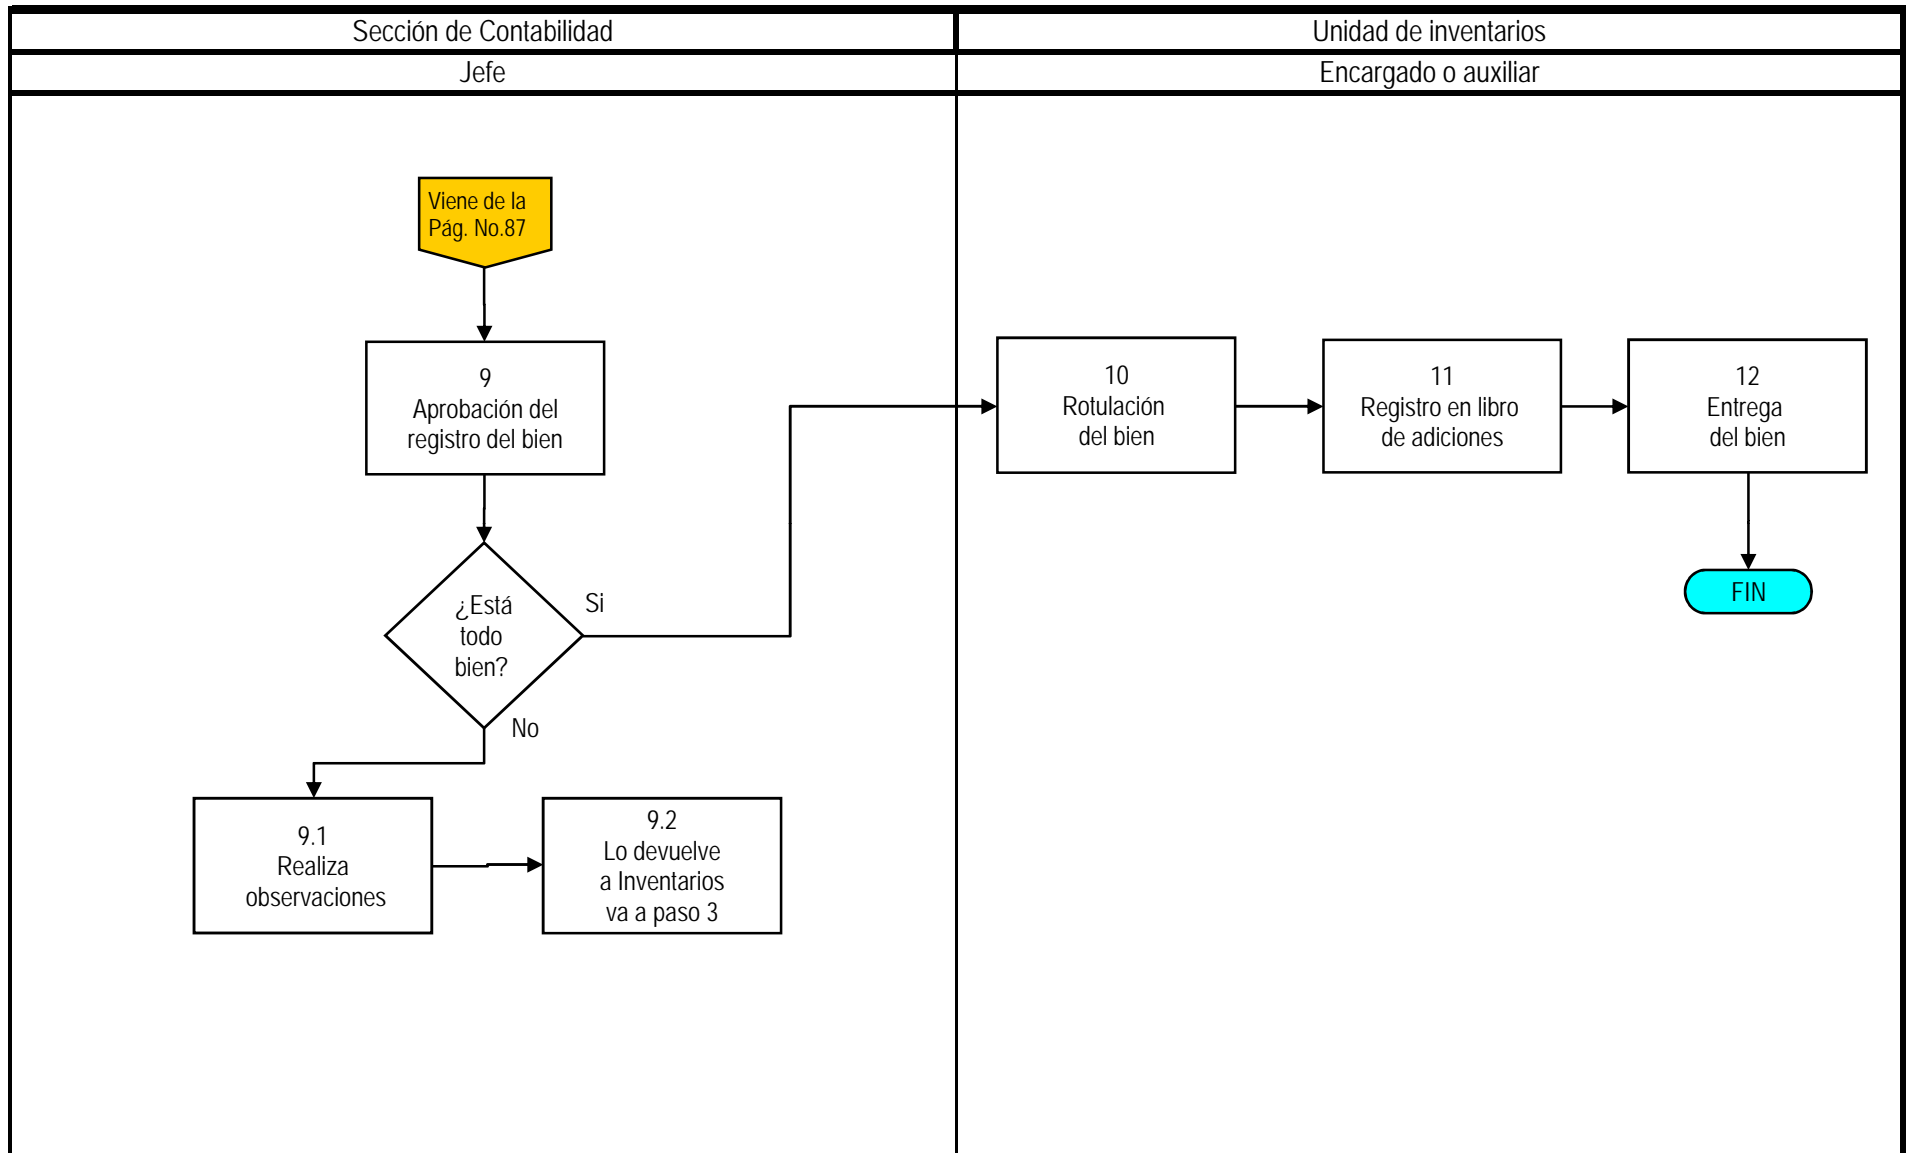 Sección de Contabilidad
Unidad de inventarios
Jefe
Encargado o auxiliar
Viene de la
Pág. No.87
9
Aprobación del
registro del bien
10
Rotulación
del bien
11
Registro en libro
de adiciones
12
Entrega
del bien
¿Está
todo
bien?
Si
No
FIN
9.1
Realiza
observaciones
9.2
Lo devuelve
a Inventarios
va a paso 3